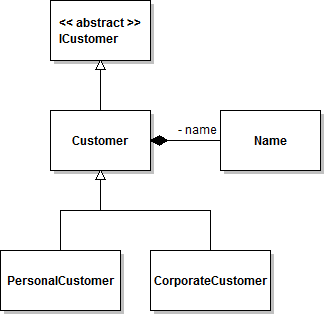 << abstract >>
ICustomer
Customer
- name
Name
PersonalCustomer
CorporateCustomer